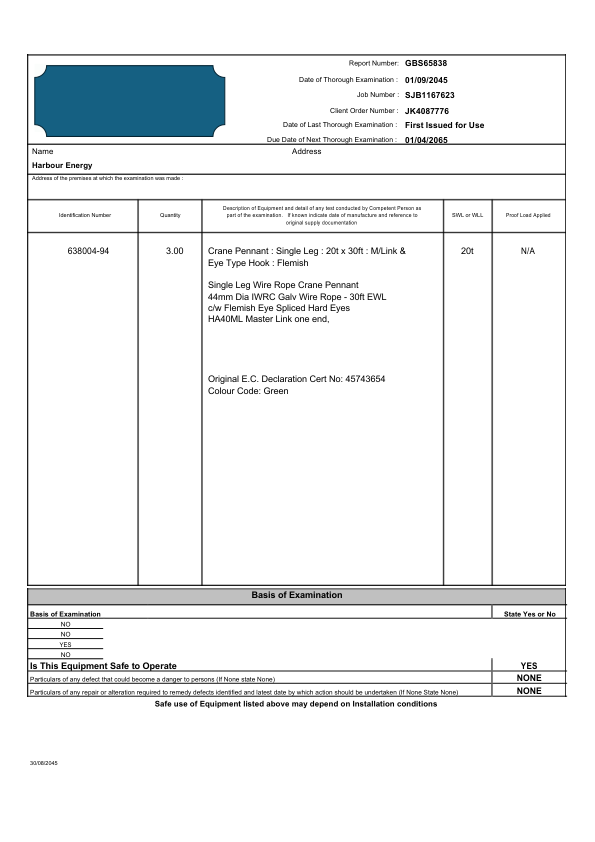 Report Number: GBS65838
Date of Thorough Examination : 01/09/2045
Job Number : SJB1167623
Client Order Number : JK4087776
Date of Last Thorough Examination : First Issued for Use
Due Date of Next Thorough Examination : 01/04/2065
Name Address
Harbour Energy
Address of the premises at which the examination was made :
Identification Number
Quantity
Description of Equipment and detail of any test conducted by Competent Person as
part of the examination. If known indicate date of manufacture and reference to
original supply documentation
SWL or WLL
Proof Load Applied
638004-94 3.00 Crane Pennant : Single Leg : 20t x 30ft : M/Link & 20t N/A
Eye Type Hook : Flemish
Single Leg Wire Rope Crane Pennant
44mm Dia IWRC Galv Wire Rope - 30ft EWL
c/w Flemish Eye Spliced Hard Eyes
HA40ML Master Link one end,
Original E.C. Declaration Cert No: 45743654
Colour Code: Green
Basis of Examination
Basis of Examination State Yes or No
NO
NO
YES
NO
Is This Equipment Safe to Operate YES
Particulars of any defect that could become a danger to persons (If None state None) NONE
Particulars of any repair or alteration required to remedy defects identified and latest date by which action should be undertaken (If None State None) NONE
Safe use of Equipment listed above may depend on Installation conditions
30/08/2045